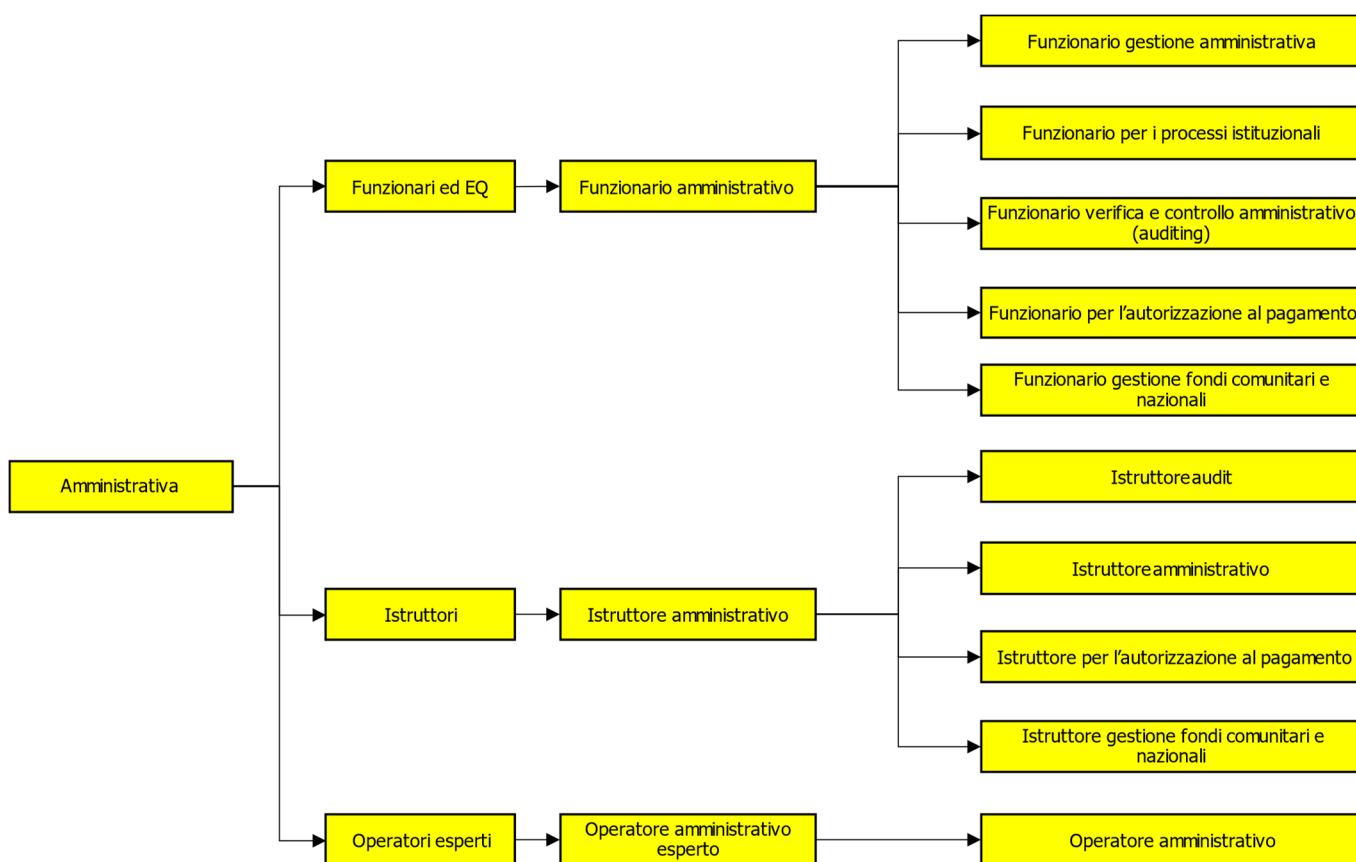 Funzionario gestione amministrativa
Funzionario per i processi istituzionali
Funzionari ed EQ
Funzionario amministrativo
Funzionario verifica e controllo amministrativo
(auditing)
Funzionario per l'autorizzazione al pagamento
Funzionario gestione fondi comunitari e
nazionali
Amministrativa
Istruttore audit
Istruttore amministrativo
Istruttori
Istruttore amministrativo
Istruttore per l'autorizzazione al pagamento
Istruttore gestione fondi comunitari e
nazionali
Operatori esperti
Operatore amministrativo
esperto
Operatore amministrativo